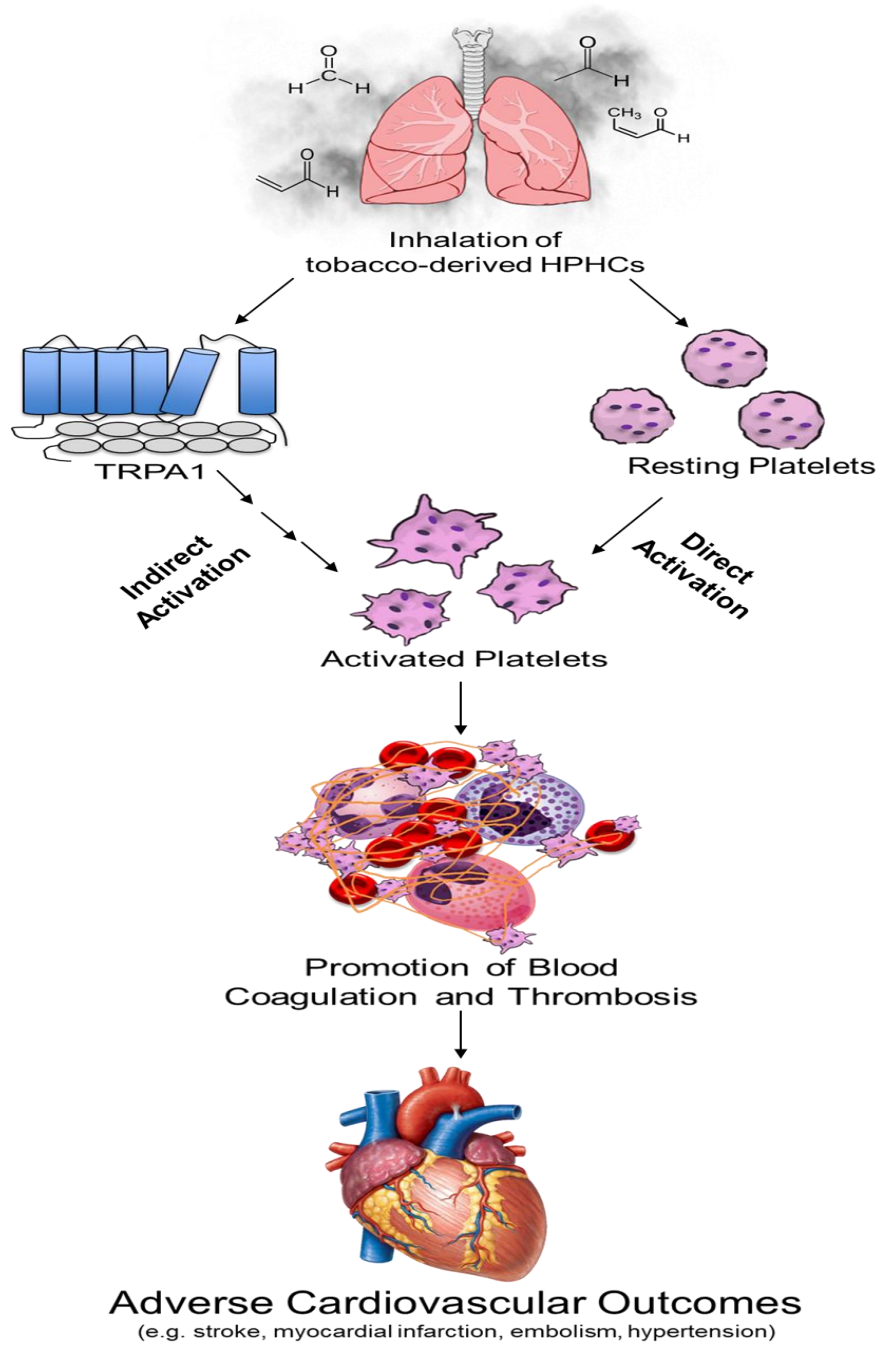 O
H C H
O
H
CH3 O
H
O
H
Inhalation of
tobacco-derived HPHCs
TRPA1
Resting Platelets
Indirect
Activation
Direct
Activation
Activated Platelets
Promotion of Blood
Coagulation and Thrombosis
Adverse Cardiovascular Outcomes
(e.g. stroke, myocardial infarction, embolism, hypertension)